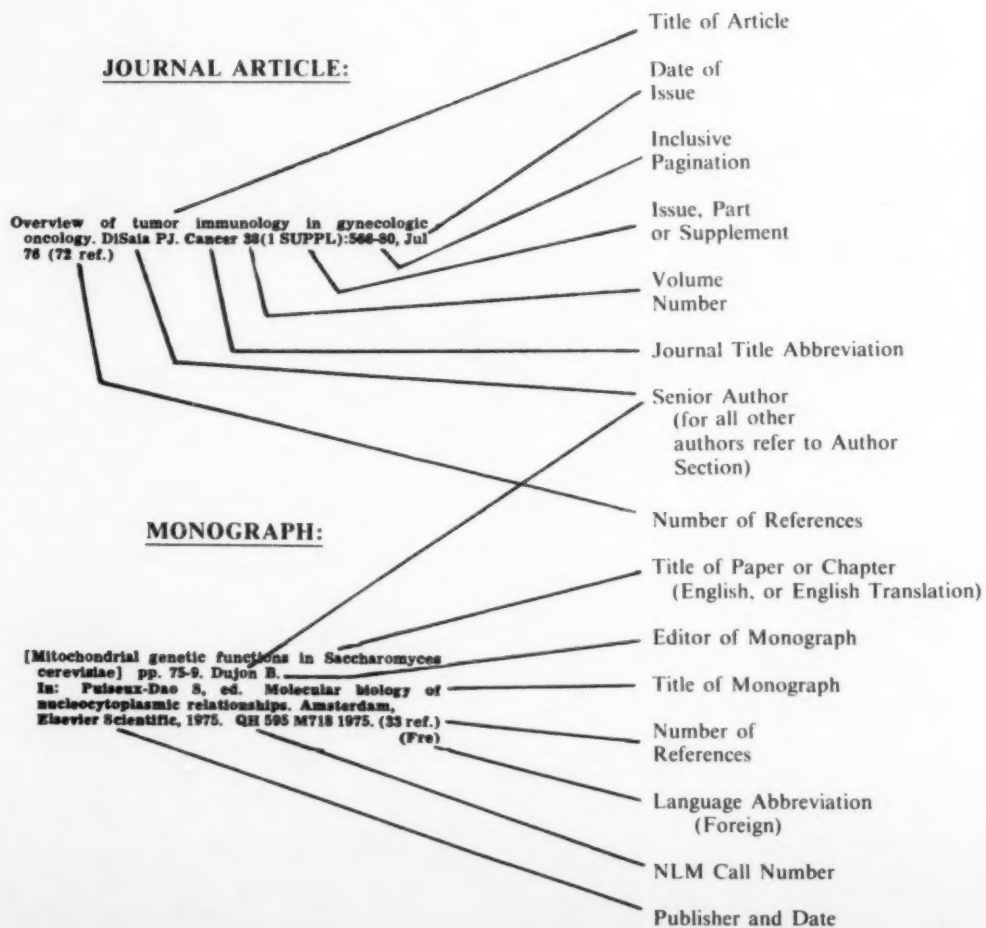 JOURNAL ARTICLE:
Title of Article
Date of
Issue
Inclusive
Pagination
Issue, Part
or Supplement
Volume
Number
Journal Title Abbreviation
Senior Author
(for all other
authors refer to Author
Section)
Number of References
Overview of tumor immunology in gynecologic
oncology. DiSaia PJ. Cancer 38(1 SUPPL):566-80, Jul
76 (72 ref.)
MONOGRAPH:
Title of Paper or Chapter
(English, or English Translation)
Editor of Monograph
Title of Monograph
Number of
References
Language Abbreviation
(Foreign)
NLM Call Number
Publisher and Date
[Mitochondrial genetic functions in Saccharomyces
cerevisiae] pp. 75-9. Dujon B.
In: Puiseux-Dao S, ed. Molecular biology of
nucleocytoplasmic relationships. Amsterdam,
Elsevier Scientific, 1975. QH 595 M718 1975. (33 ref.)
(Fre)